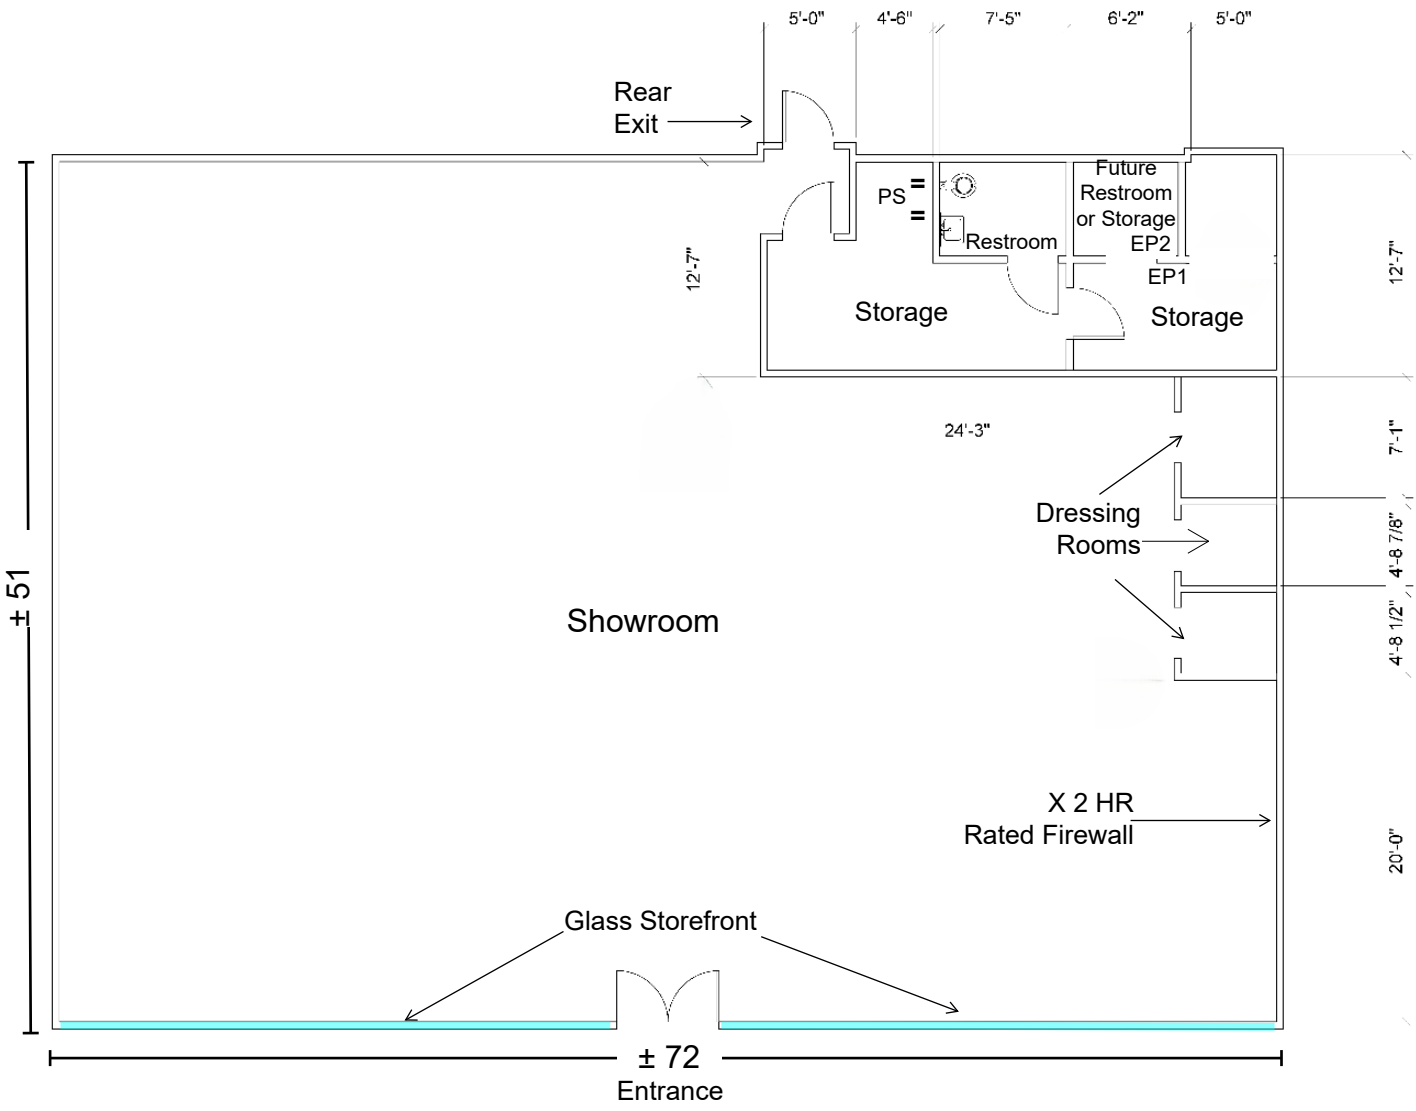 5'-0"
4'-6"
7'-5"
6'-2"
5'-0"
Rear
Exit
PS
Restroom
Future
Restroom
or Storage
EP2
EP1
12'-7"
12'-7"
Storage
Storage
24'-3"
7'-1"
Dressing
Rooms
4'-8 7/8"
4'-8 1/2"
± 51
Showroom
X 2 HR
Rated Firewall
20'-0"
Glass Storefront
± 72
Entrance